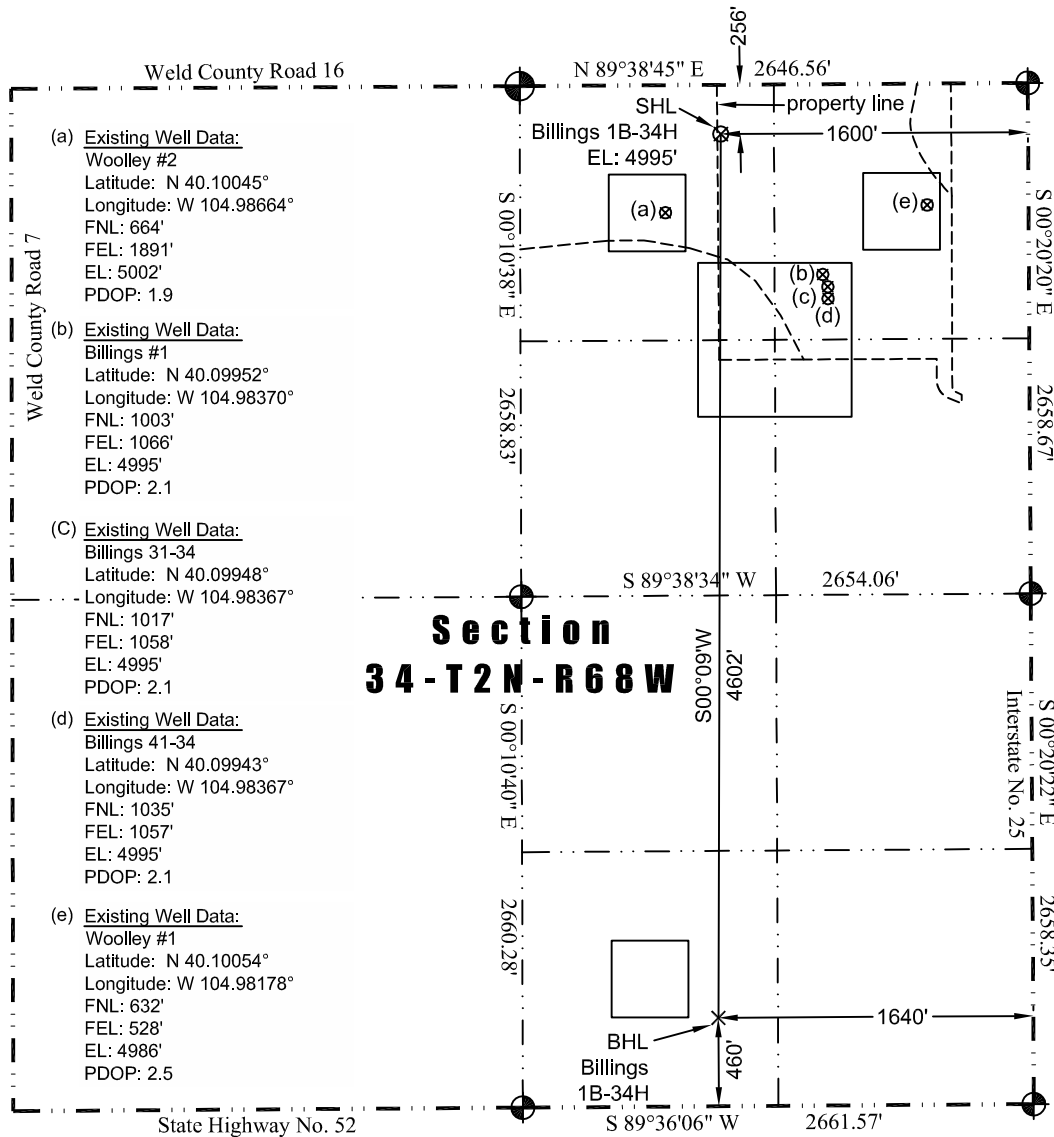 Weld County Road 16
N 89°38'45" E
2646.56'
256'
SHL
Billings 1B-34H
EL: 4995'
property line
1600'
Weld County Road 7
(a) Existing Well Data:
Woolley #2
Latitude: N 40.10045°
Longitude: W 104.98664°
FNL: 664'
FEL: 1891'
EL: 5002'
PDOP: 1.9
(b) Existing Well Data:
Billings #1
Latitude: N 40.09952°
Longitude: W 104.98370°
FNL: 1003'
FEL: 1066'
EL: 4995'
PDOP: 2.1
(C) Existing Well Data:
Billings 31-34
Latitude: N 40.09948°
Longitude: W 104.98367°
FNL: 1017'
FEL: 1058'
EL: 4995'
PDOP: 2.1
(d) Existing Well Data:
Billings 41-34
Latitude: N 40.09943°
Longitude: W 104.98367°
FNL: 1035'
FEL: 1057'
EL: 4995'
PDOP: 2.1
(e) Existing Well Data:
Woolley #1
Latitude: N 40.10054°
Longitude: W 104.98178°
FNL: 632'
FEL: 528'
EL: 4986'
PDOP: 2.5
(a)
(e)
(b)
(c)
(d)
S 00°10'38" E
2658.83'
S 00°20'20" E
2658.67'
S 89°38'34" W
2654.06'
Section
34-T2N-R68W
S00°09'W
4602'
S 00°10'40" E
2660.28'
Interstate No. 25
S 00°20'22" E
2658.35'
1640'
BHL
Billings
1B-34H
460'
State Highway No. 52
S 89°36'06" W
2661.57'